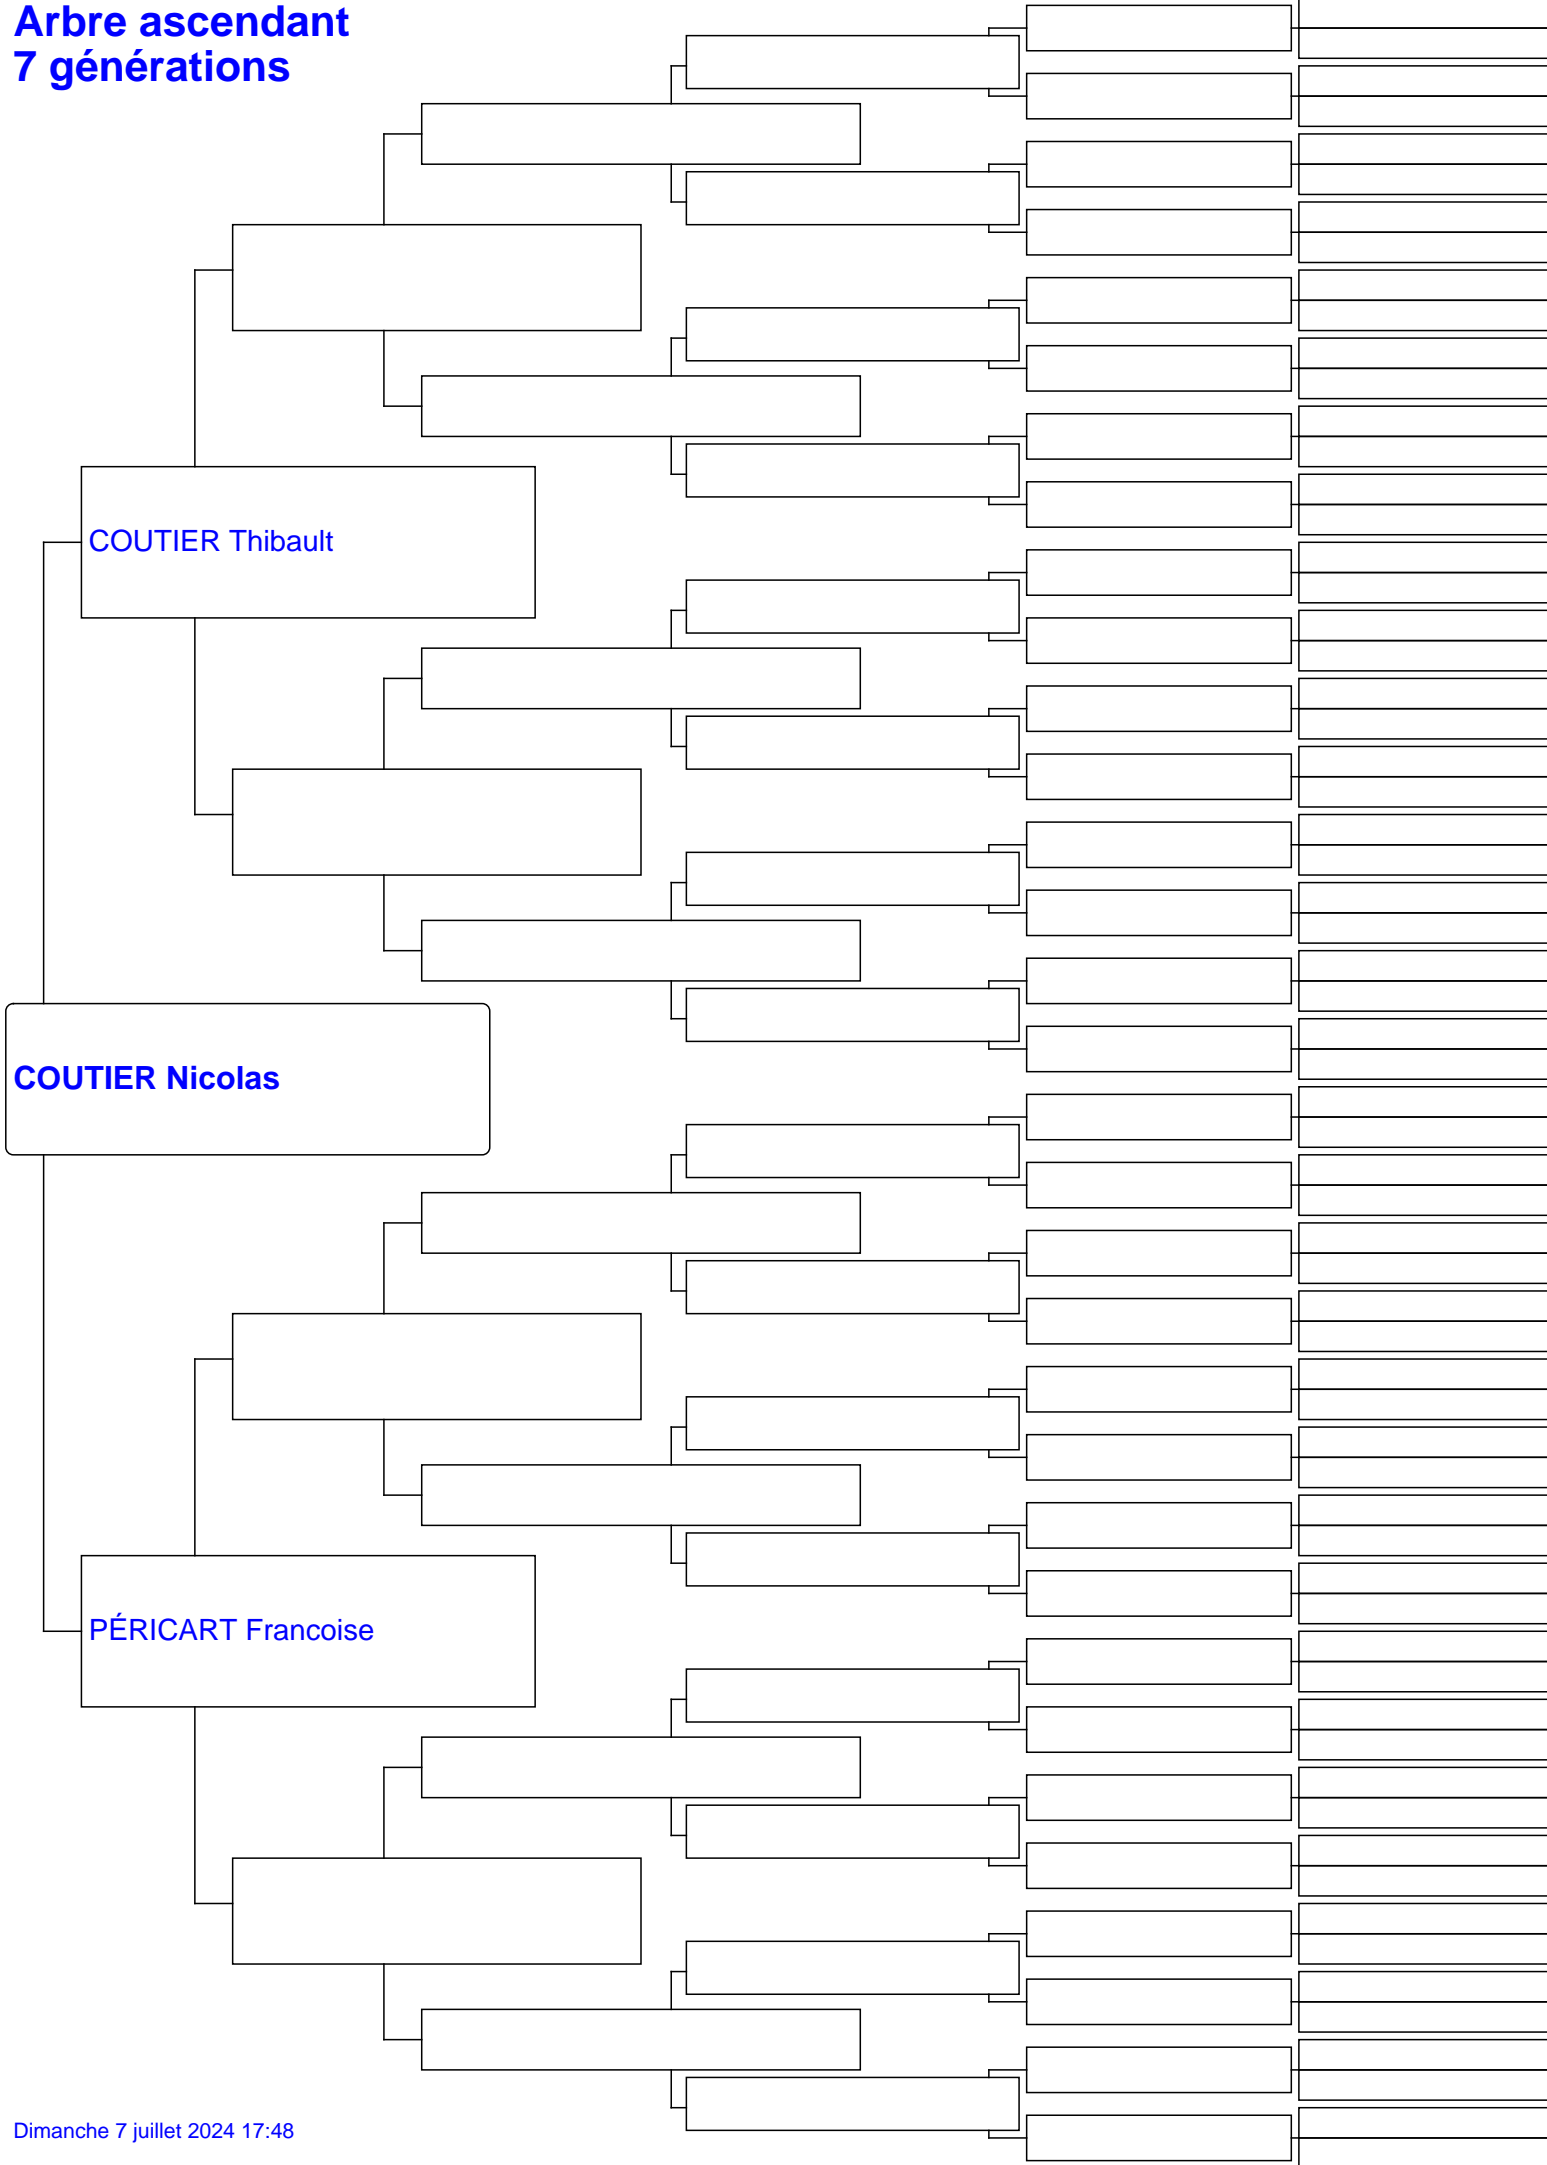 Arbre ascendant
7 générations
COUTIER Thibault
COUTIER Nicolas
PÉRICART Francoise
Dimanche 7 juillet 2024 17:48